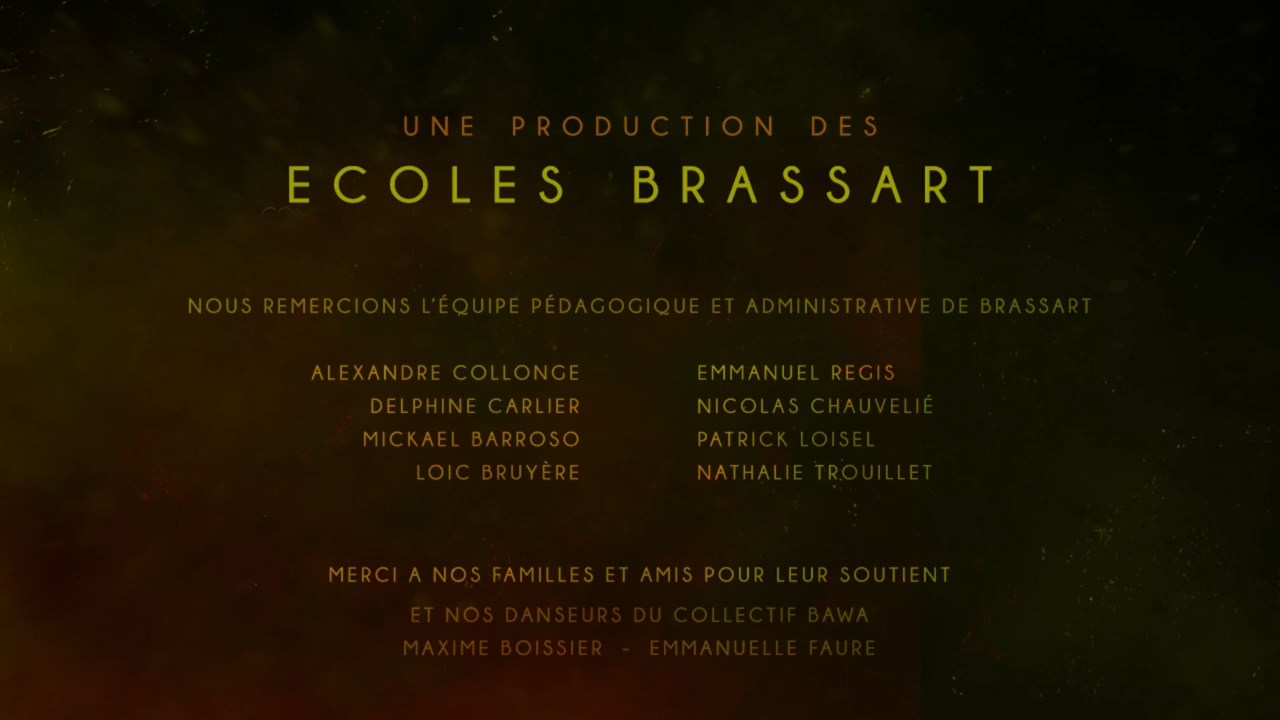 UNE PRODUCTION DES
ECOLES BRASSART
NOUS REMERCIONS L'ÉQUIPE PÉDAGOGIQUE ET ADMINISTRATIVE DE BRASSART
ALEXANDRE COLLONGE EMMANUEL REGIS
DELPHINE CARLIER NICOLAS CHAUVELIÉ
MICKAEL BARROSO PATRICK LOISEL
LOIC BRUYÈRE NATHALIE TROUILLET
MERCI A NOS FAMILLES ET AMIS POUR LEUR SOUTIENT
ET NOS DANSEURS DU COLLECTIF BAWA
MAXIME BOISSIER - EMMANUELLE FAURE